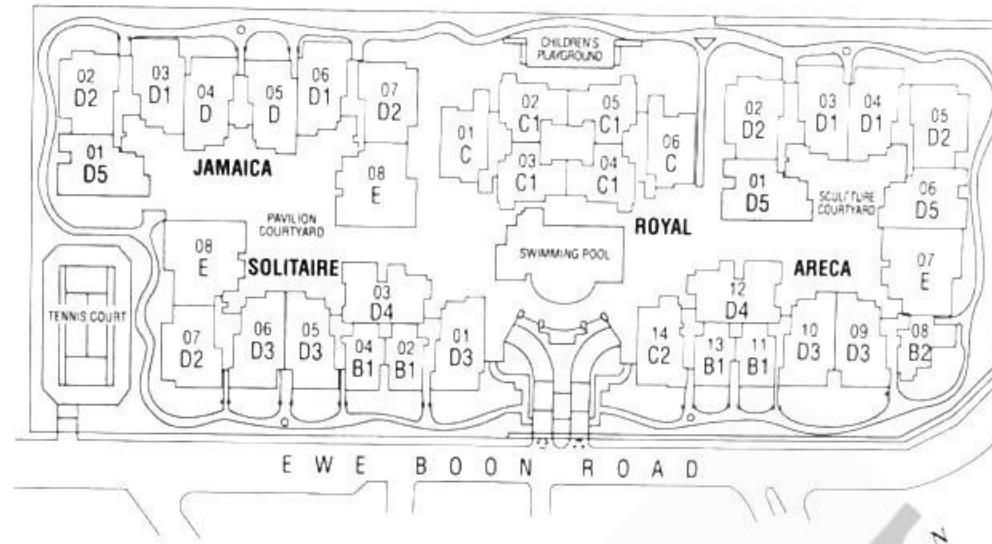 CHILDREN'S
PLAYGROUND
02
D2
03
D1
04
D
05
D
06
D1
07
D2
01
D5
08
E
JAMAICA
01
C
02
C1
05
C1
03
C1
04
C1
06
C
ROYAL
02
D2
03
D1
04
D1
05
D2
01
D5
SCULPTURE
COURTYARD
06
D5
07
E
ARECA
PAVILION
COURTYARD
08
E
SOLITAIRE
SWIMMING POOL
TENNIS COURT
07
D2
06
D3
05
D3
03
D4
04
B1
02
B1
01
D3
12
D4
14
C2
13
B1
11
B1
10
D3
09
D3
08
B2
EWE BOON ROAD
N